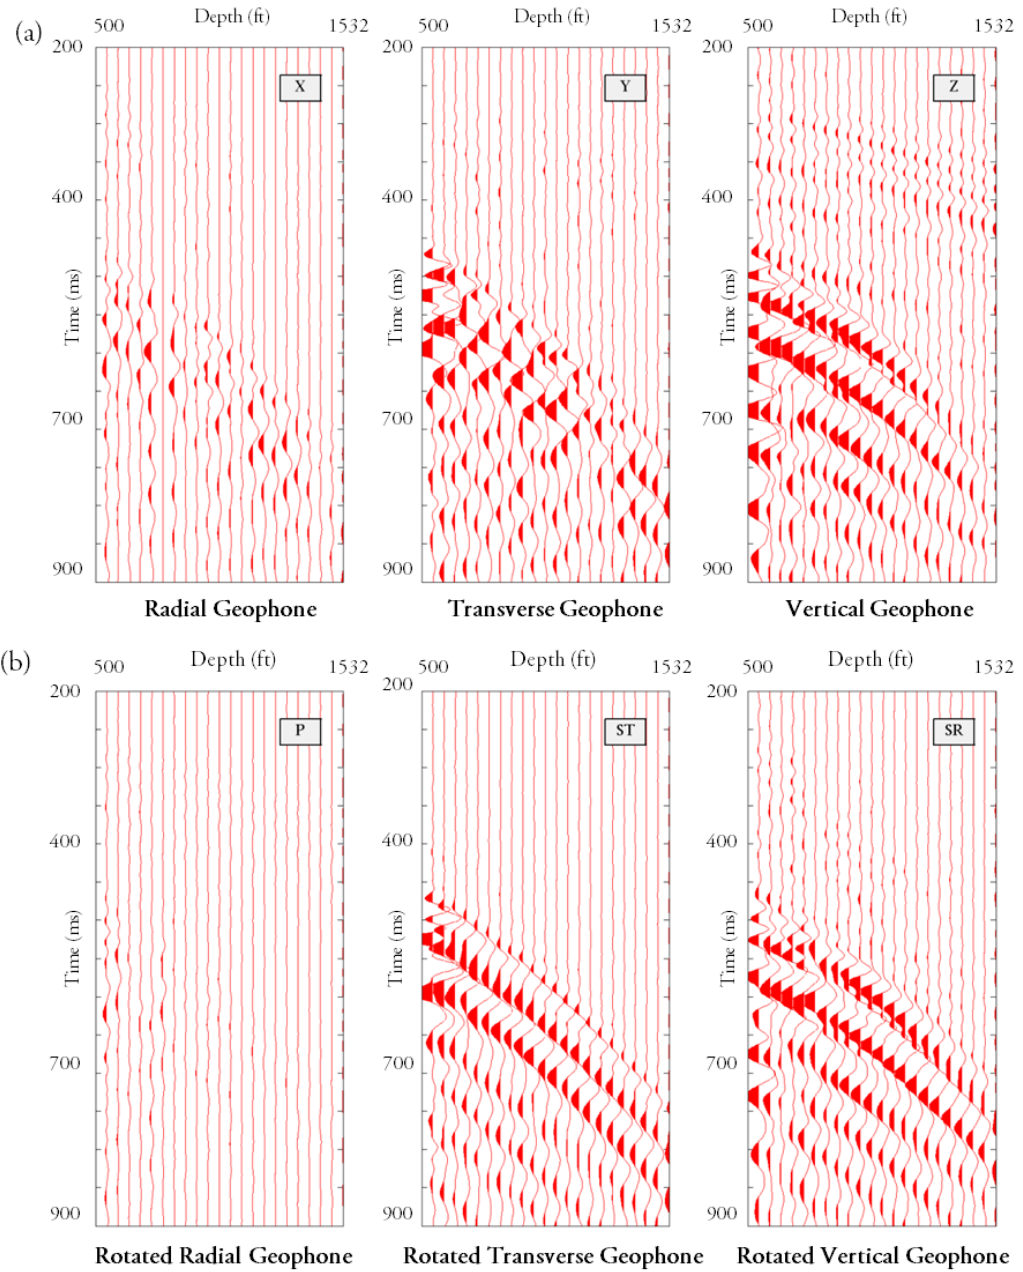 (a)
Depth (ft) Depth (ft) Depth (ft)
500 1532 500 1532 500 1532
200 200 200
X Y Z
400 400 400
Time (ms) Time (ms) Time (ms)
700 700 700
900 900 900
Radial Geophone Transverse Geophone Vertical Geophone
(b)
Depth (ft) Depth (ft) Depth (ft)
500 1532 500 1532 500 1532
200 200 200
P ST SR
400 400 400
Time (ms) Time (ms) Time (ms)
700 700 700
900 900 900
Rotated Radial Geophone Rotated Transverse Geophone Rotated Vertical Geophone